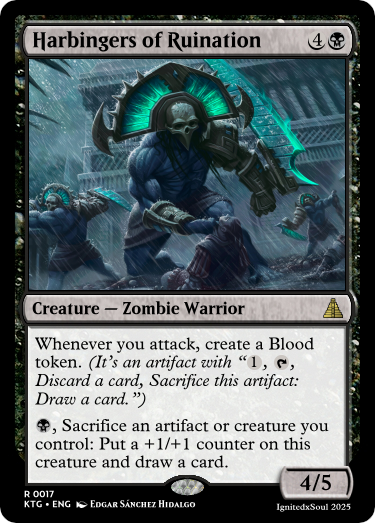 Harbingers of Ruination 4
Creature — Zombie Warrior
Whenever you attack, create a Blood
token. (It's an artifact with “1, ,
Discard a card, Sacrifice this artifact:
Draw a card.”)
, Sacrifice an artifact or creature you
control: Put a +1/+1 counter on this
creature and draw a card.
4/5
R 0017
KTG • ENG Edgar Sánchez Hidalgo
IgnitedxSoul 2025